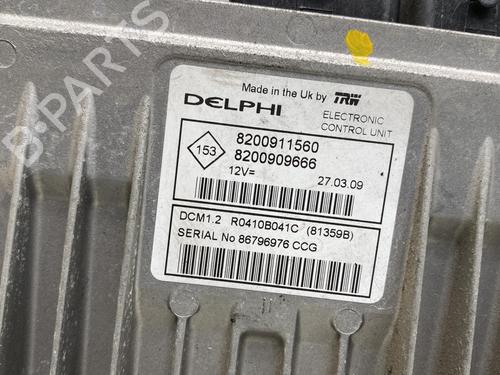 B-PARTS
Made in the Uk by TRW
DELPHI
ELECTRONIC
CONTROL UNIT
153
8200911560
8200909666
12V=
27.03.09
DCM1.2 R0410B041C (81359B)
SERIAL No 86796976 CCG